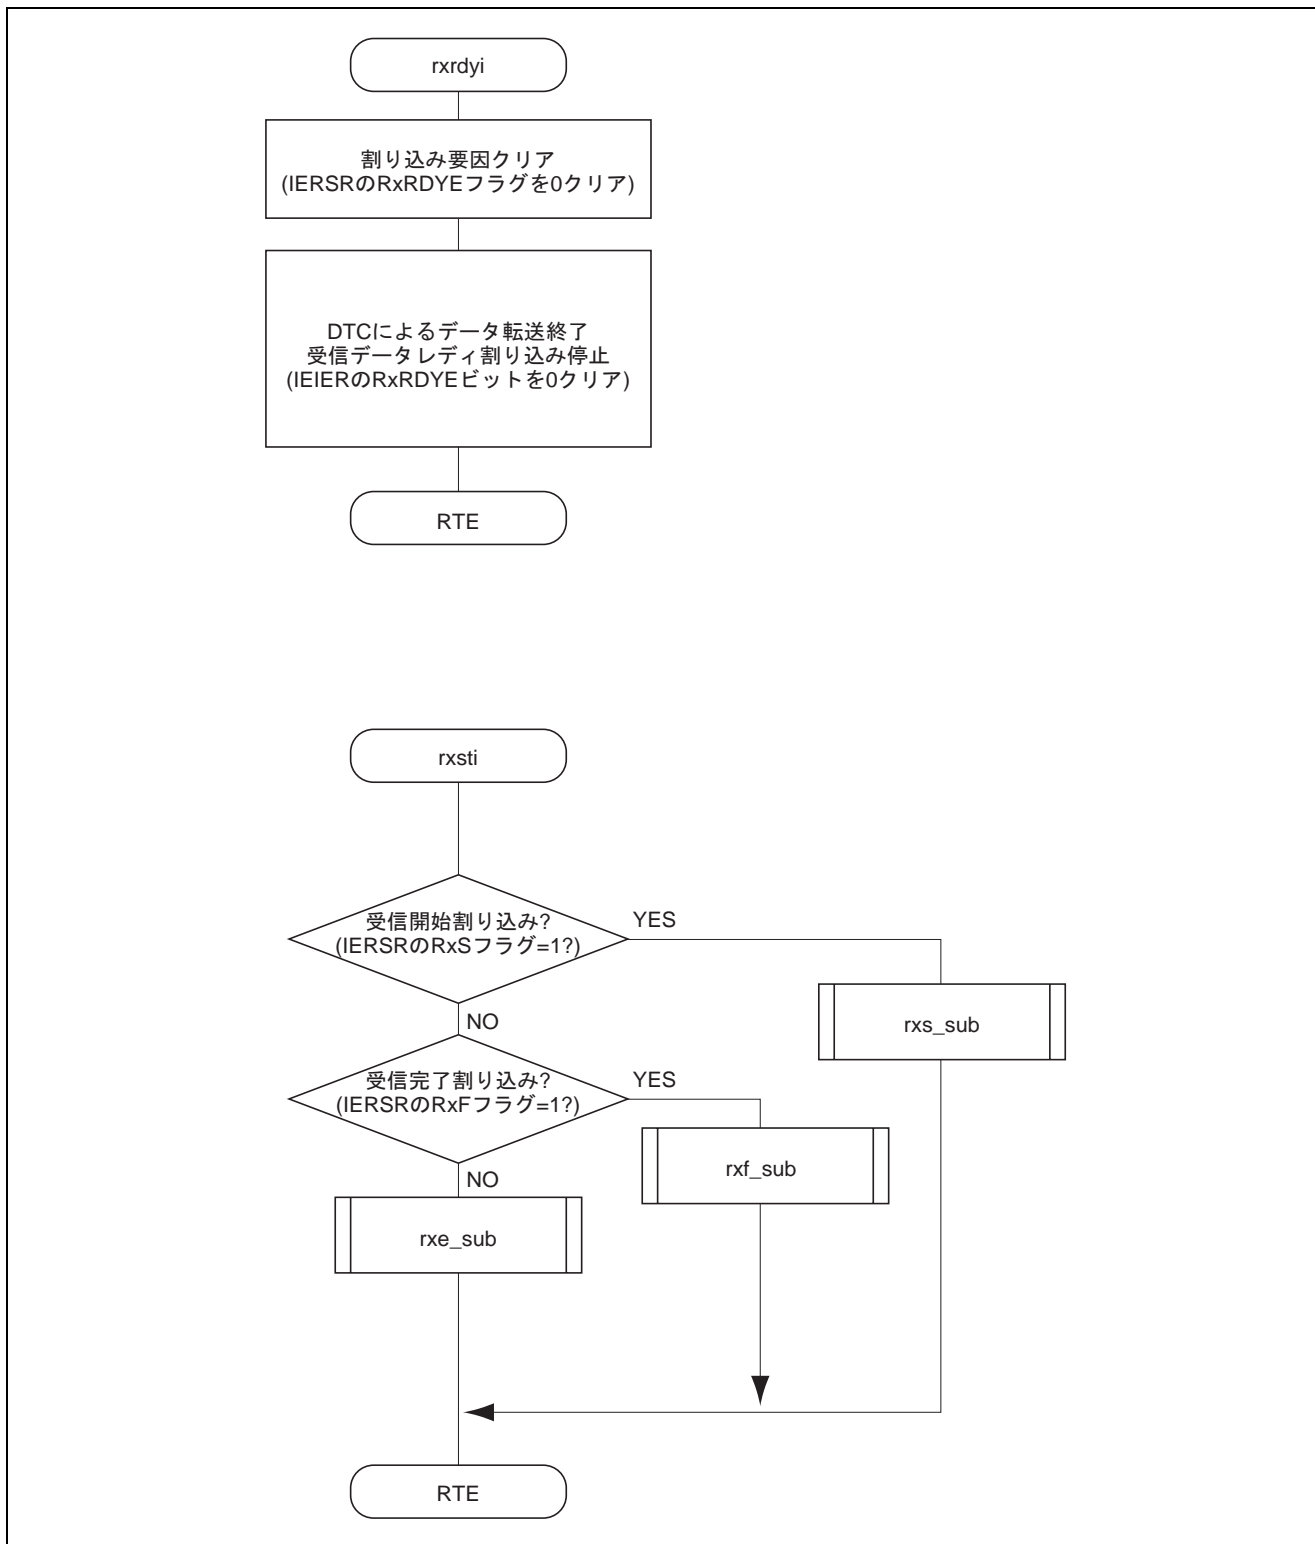 rxrdyi
割り込み要因クリア
(IERSRのRxRDYEフラグを0クリア)
DTCによるデータ転送終了
受信データレディ割り込み停止
(IEIERのRxRDYEビットを0クリア)
RTE
rxsti
受信開始割り込み?
(IERSRのRxSフラグ=1?)
YES
rxs_sub
NO
受信完了割り込み?
(IERSRのRxFフラグ=1?)
YES
rxf_sub
NO
rxe_sub
RTE